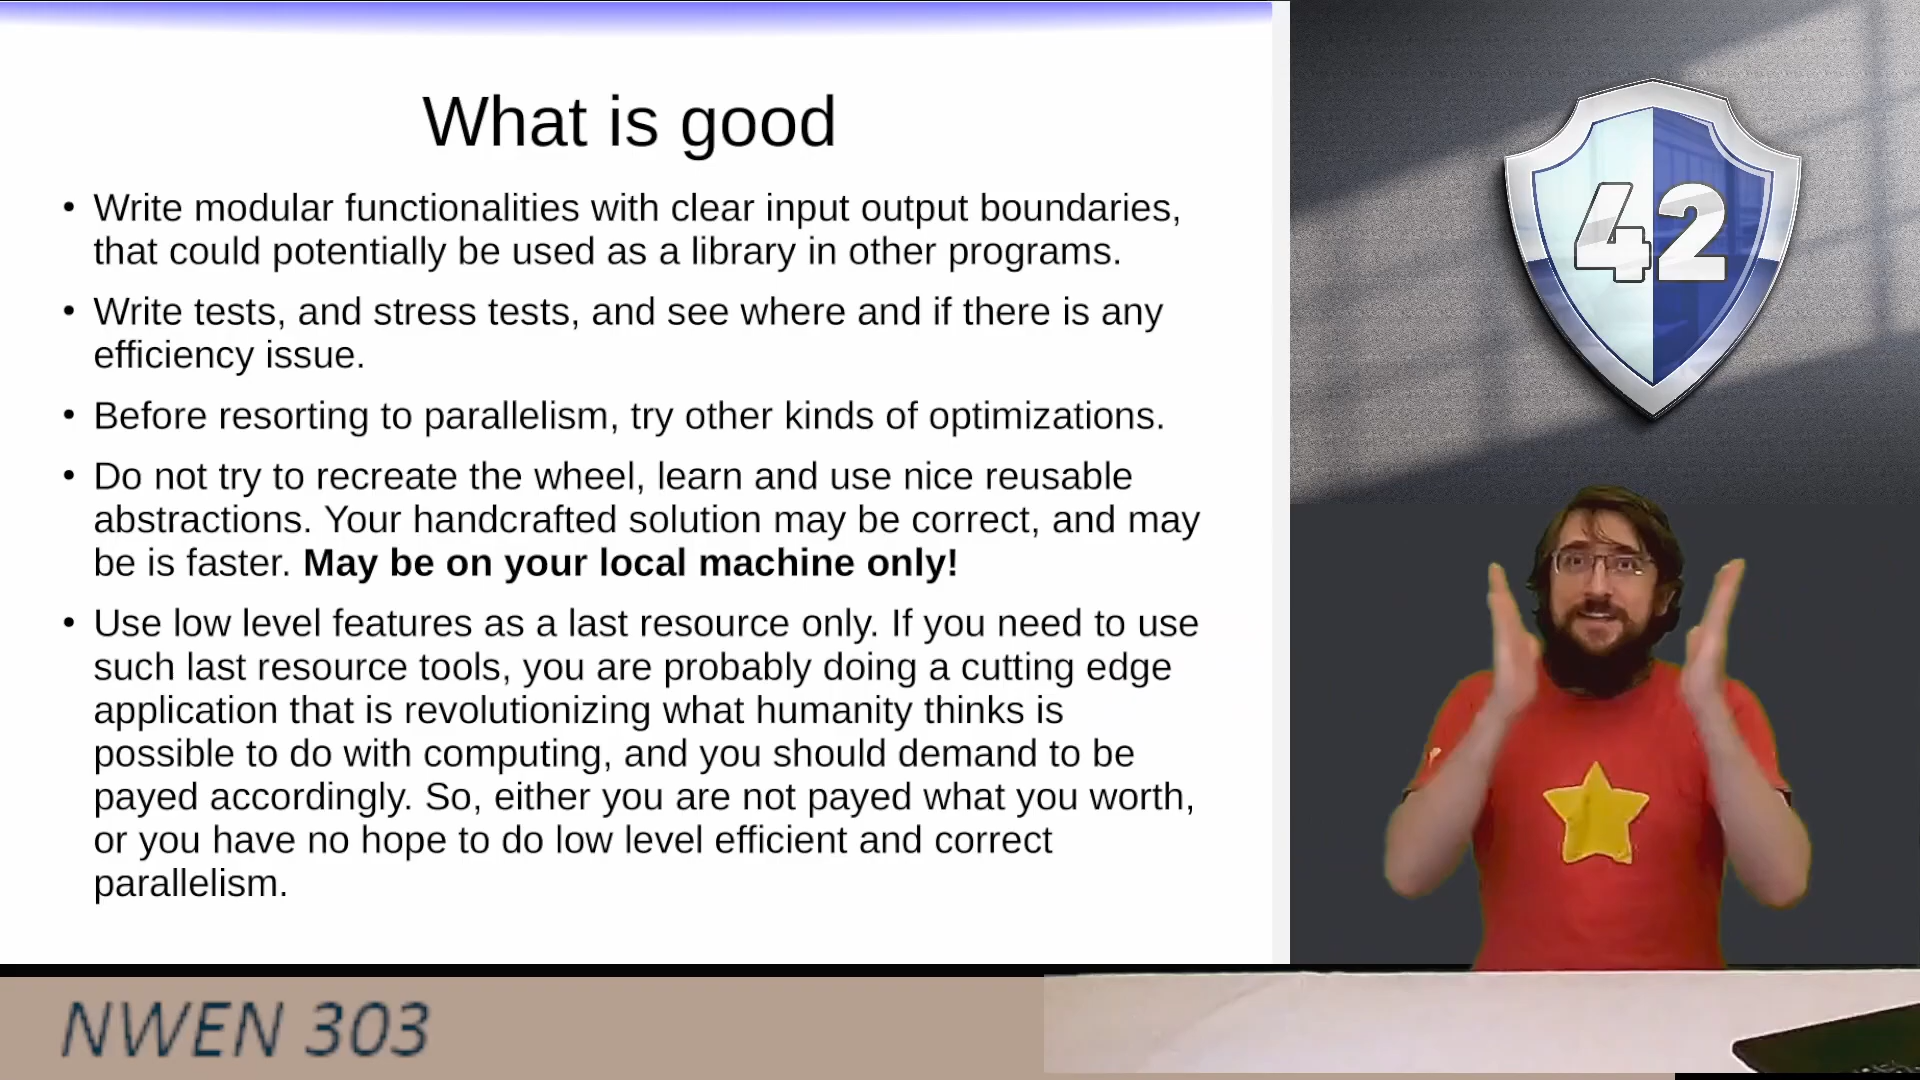 What is good
• Write modular functionalities with clear input output boundaries,
that could potentially be used as a library in other programs.
• Write tests, and stress tests, and see where and if there is any
efficiency issue.
• Before resorting to parallelism, try other kinds of optimizations.
• Do not try to recreate the wheel, learn and use nice reusable
abstractions. Your handcrafted solution may be correct, and may
be is faster. May be on your local machine only!
• Use low level features as a last resource only. If you need to use
such last resource tools, you are probably doing a cutting edge
application that is revolutionizing what humanity thinks is
possible to do with computing, and you should demand to be
payed accordingly. So, either you are not payed what you worth,
or you have no hope to do low level efficient and correct
parallelism.
42
NWEN 303